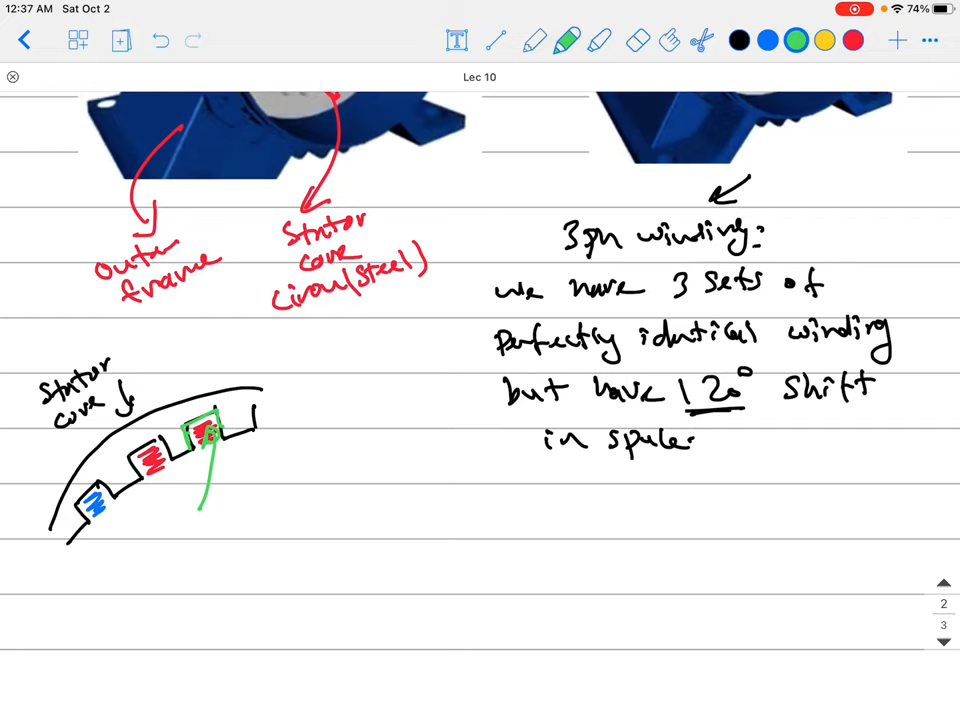 12:37 AM Sat Oct 2
74%
Lec 10
outer
frame
Stator
core
circu(steel)
3ph winding:
we have 3 sets of
perfectly identical winding
but have 120° shift
in space.
Stator
core
2
3